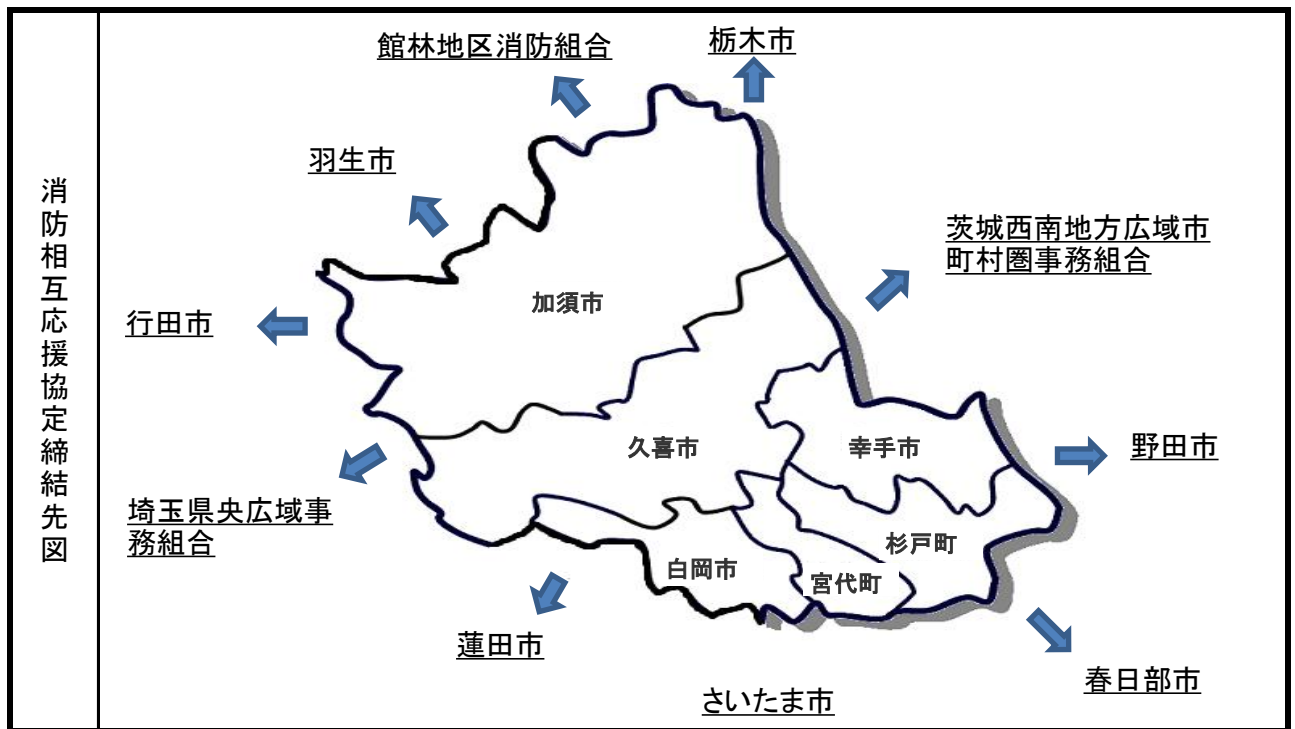 消防相互応援協定締結先図
館林地区消防組合
栃木市
羽生市
茨城西南地方広域市
町村圏事務組合
加須市
行田市
久喜市
幸手市
野田市
埼玉県央広域事
務組合
杉戸町
白岡市
宮代町
蓮田市
春日部市
さいたま市